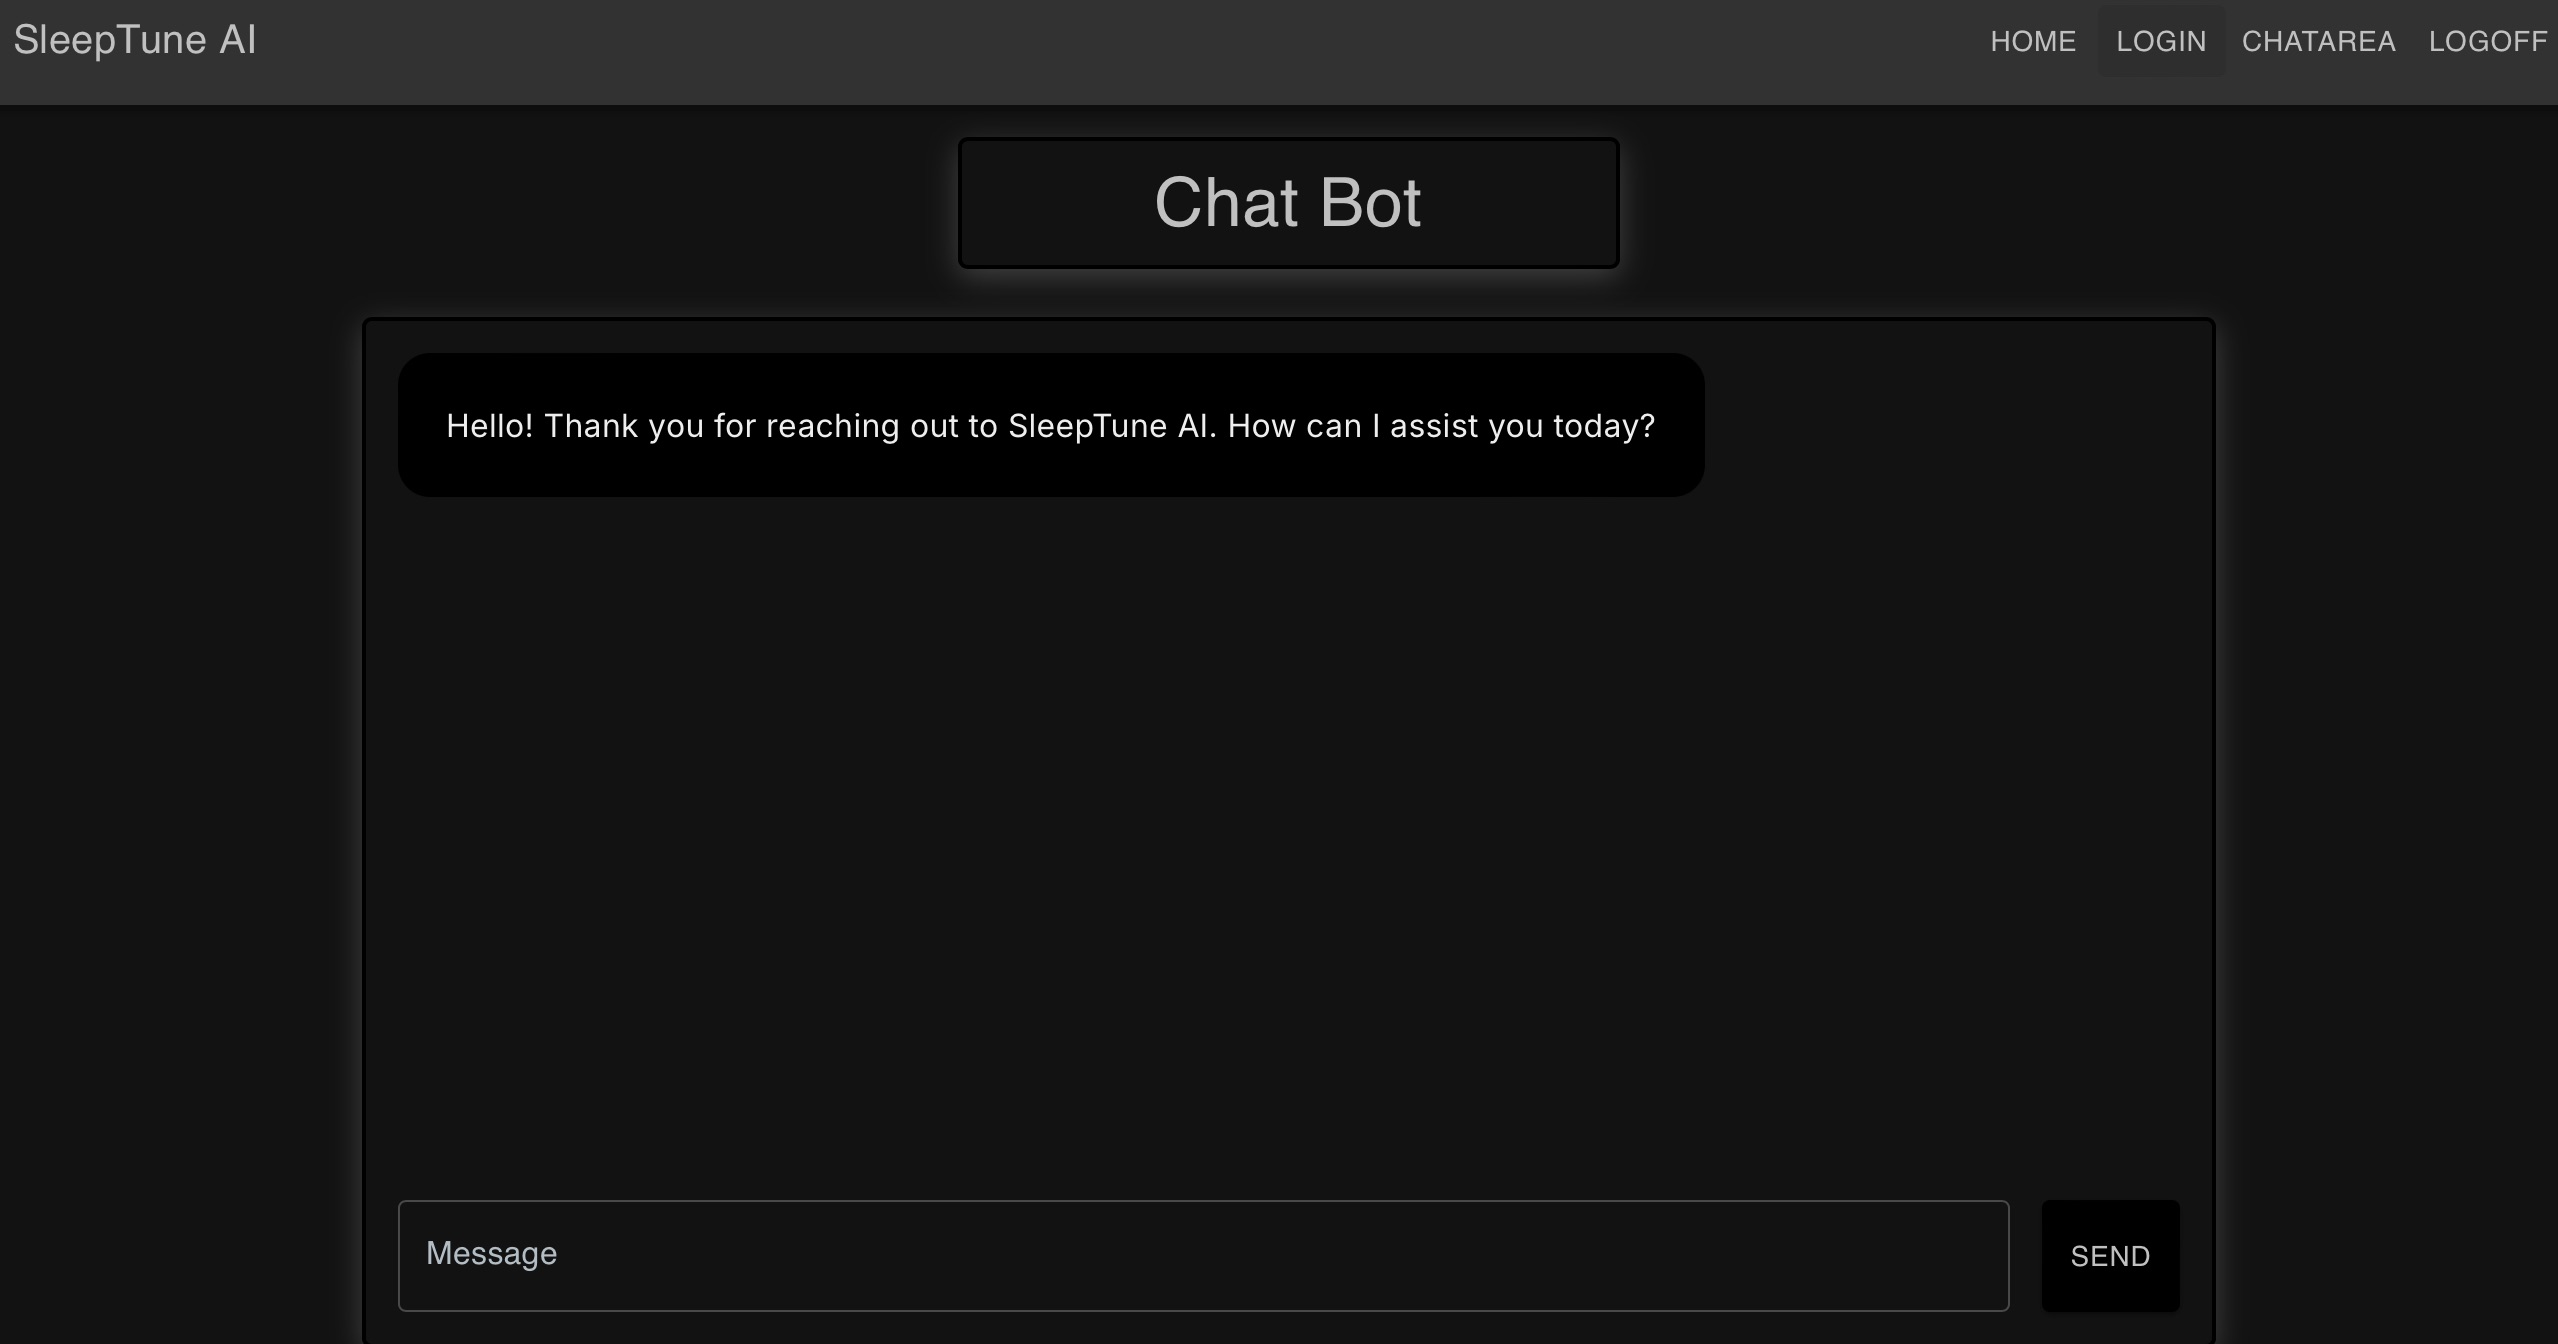 SleepTune AI
HOME LOGIN CHATAREA LOGOFF
Chat Bot
Hello! Thank you for reaching out to SleepTune AI. How can I assist you today?
Message
SEND